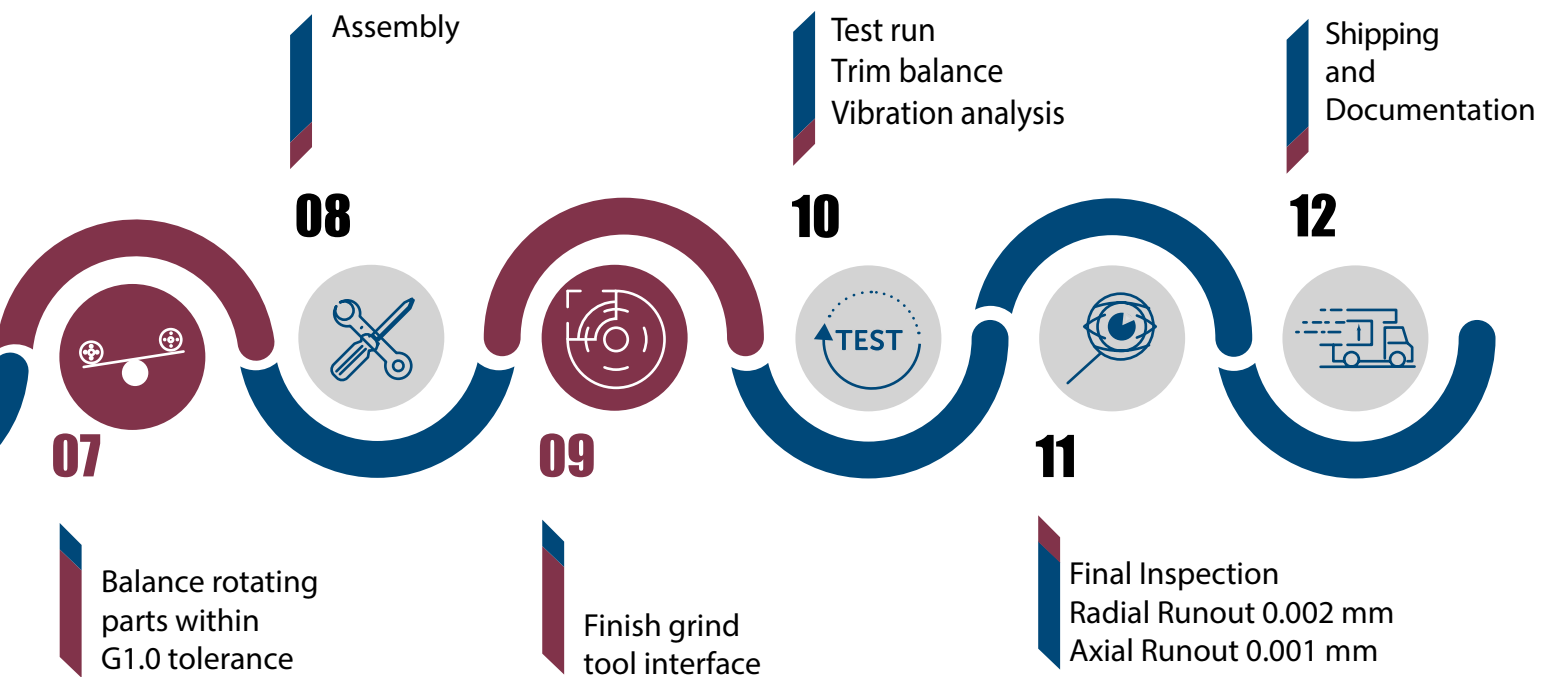 07
Balance rotating
parts within
G1.0 tolerance
08
Assembly
09
Finish grind
tool interface
10
Test run
Trim balance
Vibration analysis
TEST
11
Final Inspection
Radial Runout 0.002 mm
Axial Runout 0.001 mm
12
Shipping
and
Documentation